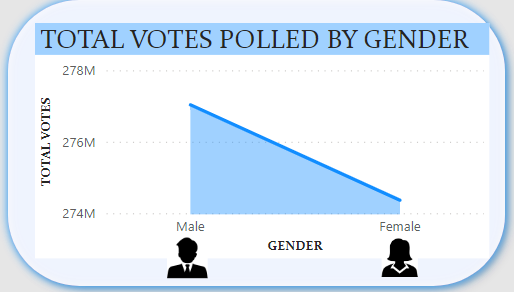 TOTAL VOTES POLLED BY GENDER
278M
276M
274M
TOTAL VOTES
Male Female
GENDER